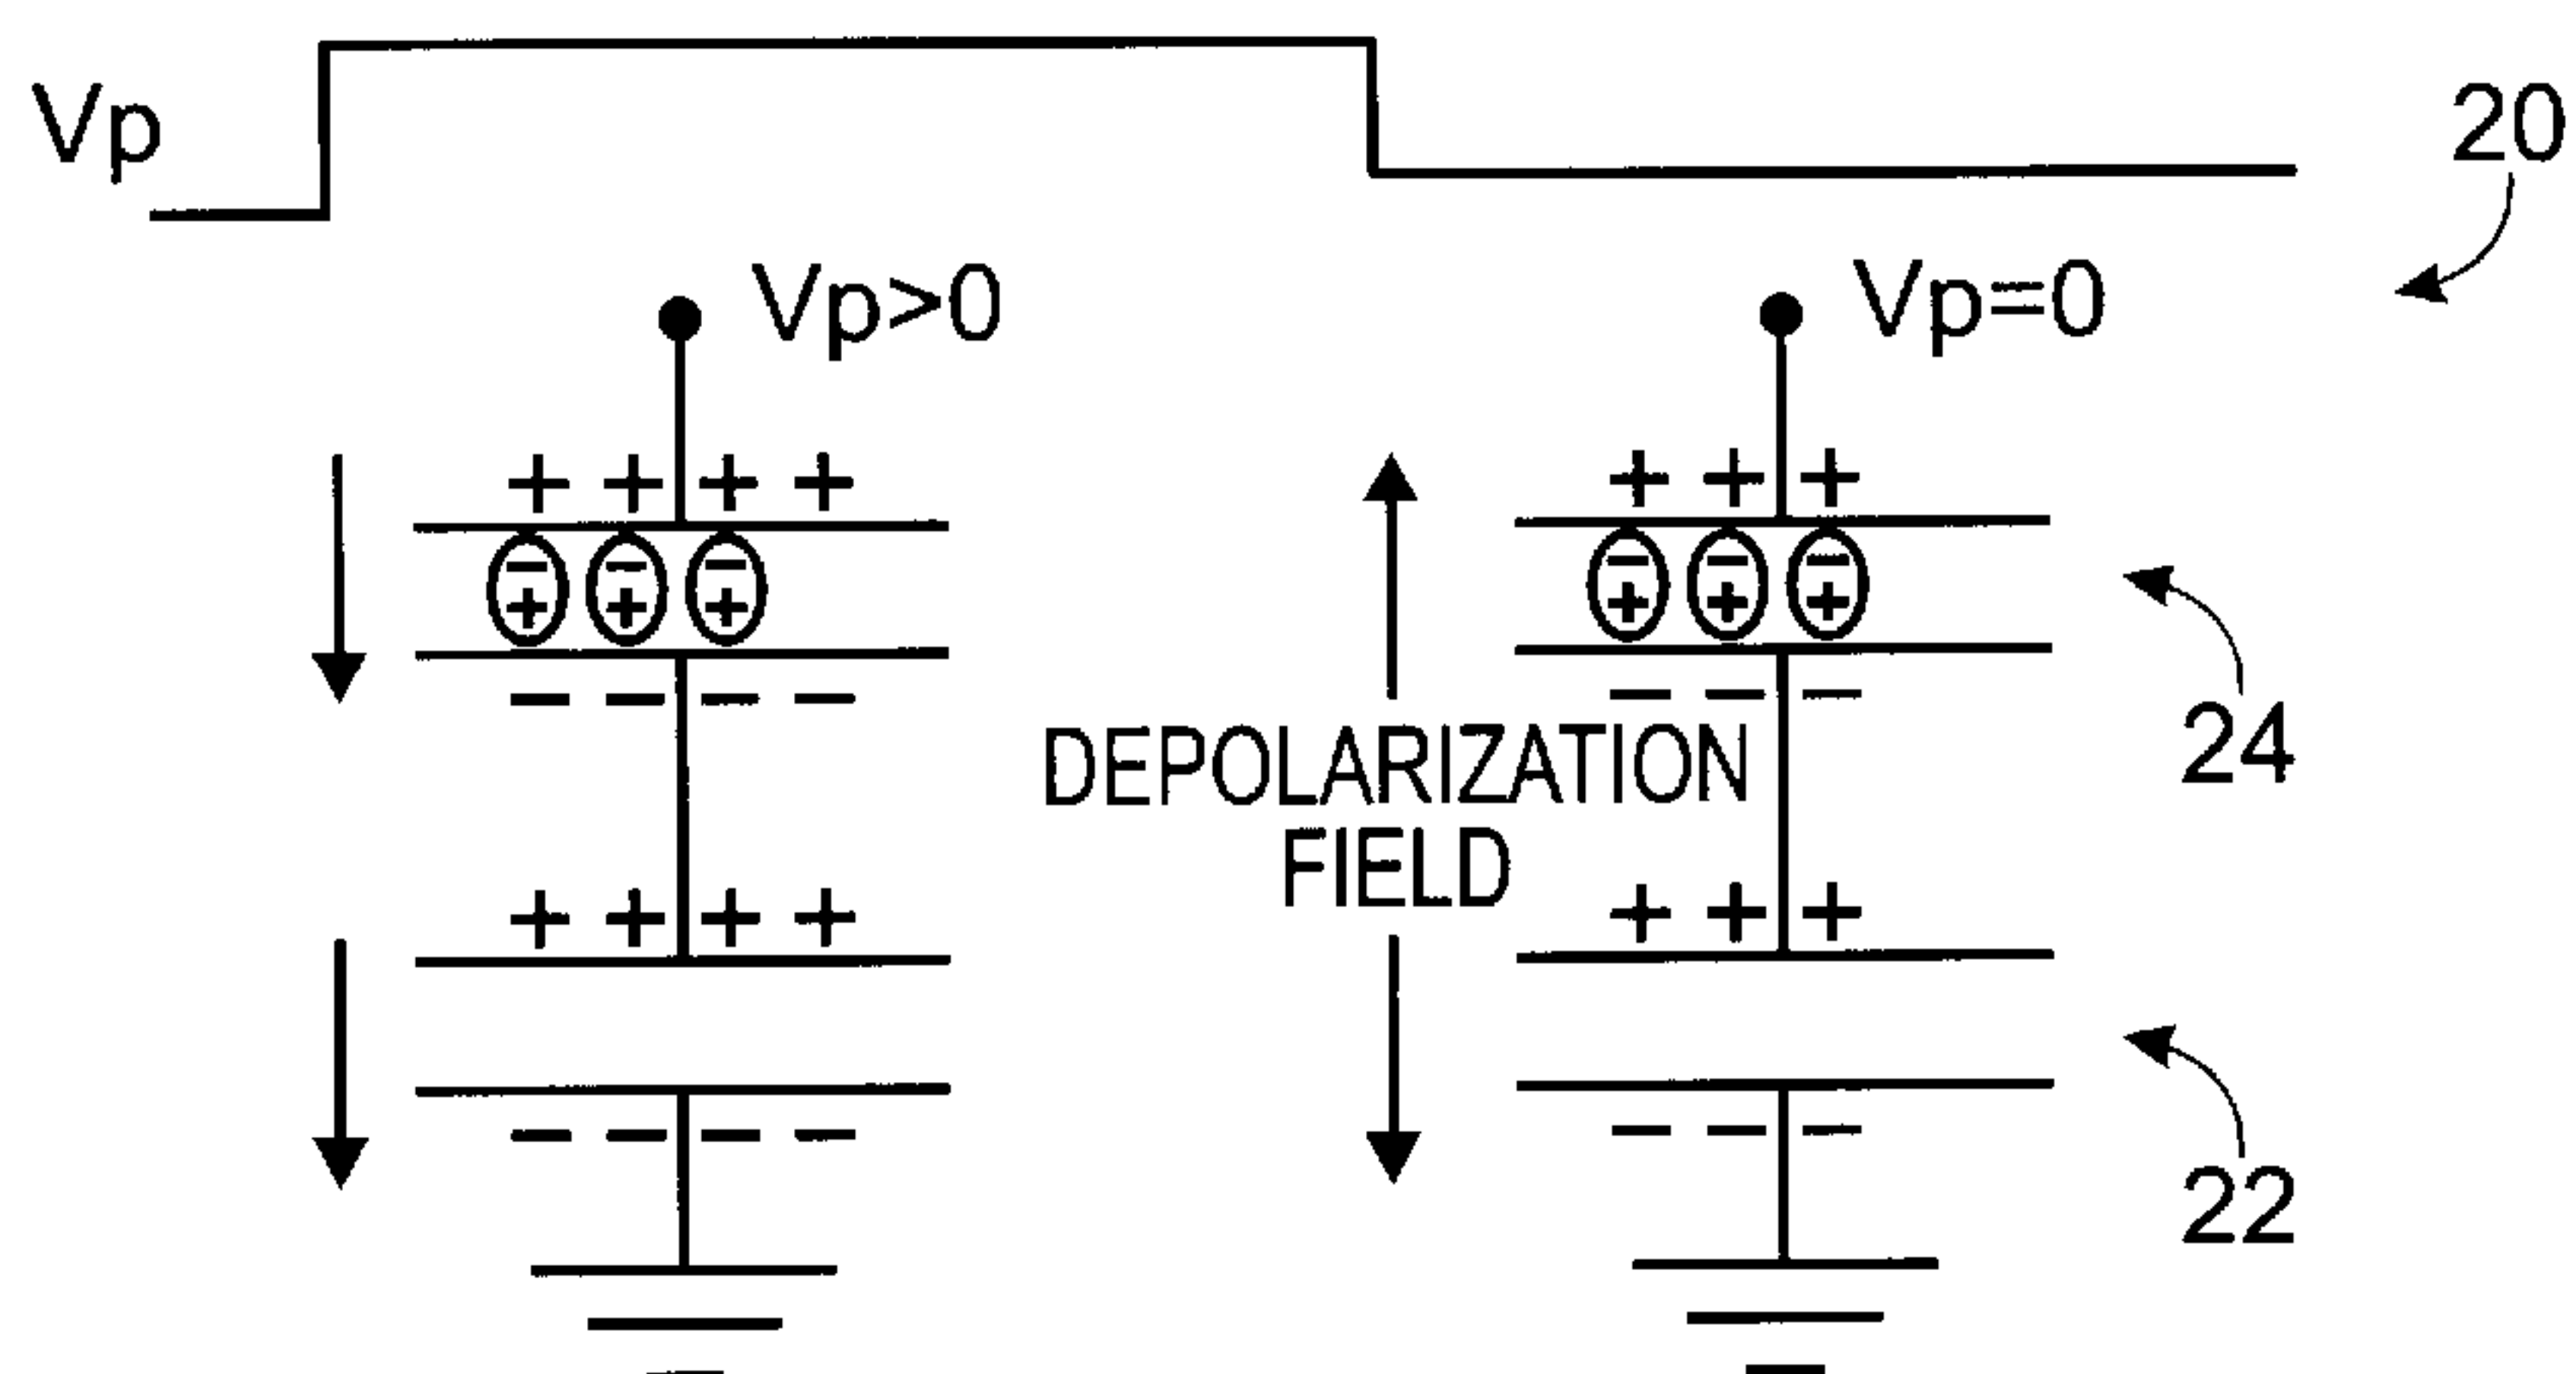 Vp
20
Vp>0
Vp=0
+ + + +
+ + +
− − −
+ + +
− − −
+ + +
− − − −
− − −
24
DEPOLARIZATION
FIELD
+ + + +
+ + +
22
− − − −
− − −